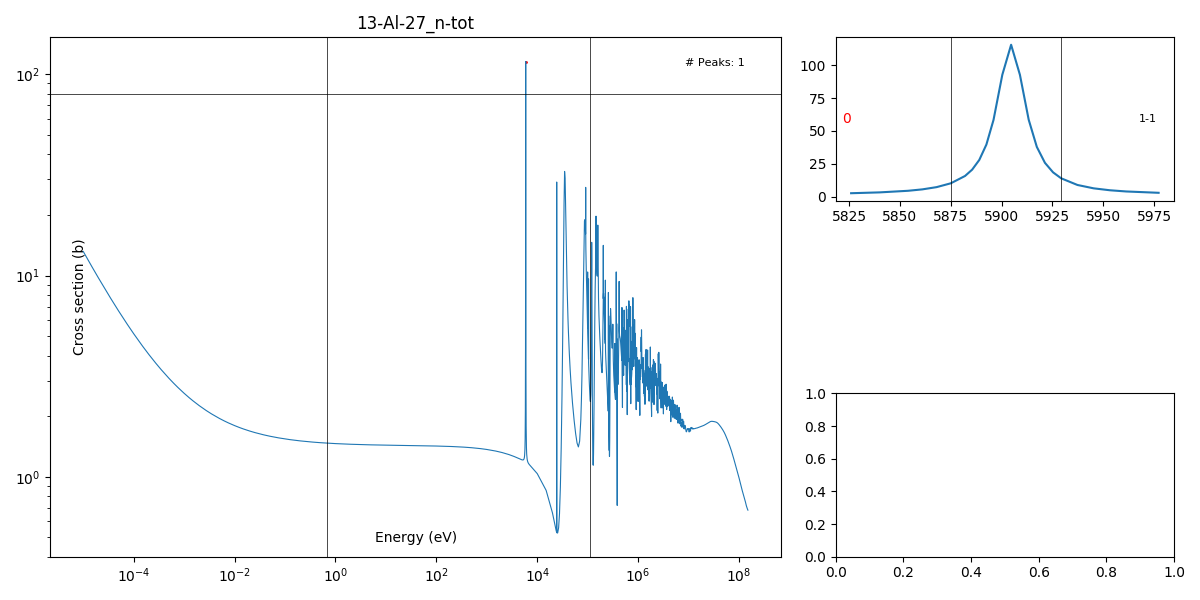 13-Al-27_n-tot
# Peaks: 1
10²
10¹
10⁰
Cross section (b)
Energy (eV)
10⁻⁴ 10⁻² 10⁰ 10² 10⁴ 10⁶ 10⁸
100
75
50
25
0
0
1-1
5825 5850 5875 5900 5925 5950 5975
1.0
0.8
0.6
0.4
0.2
0.0
0.0 0.2 0.4 0.6 0.8 1.0